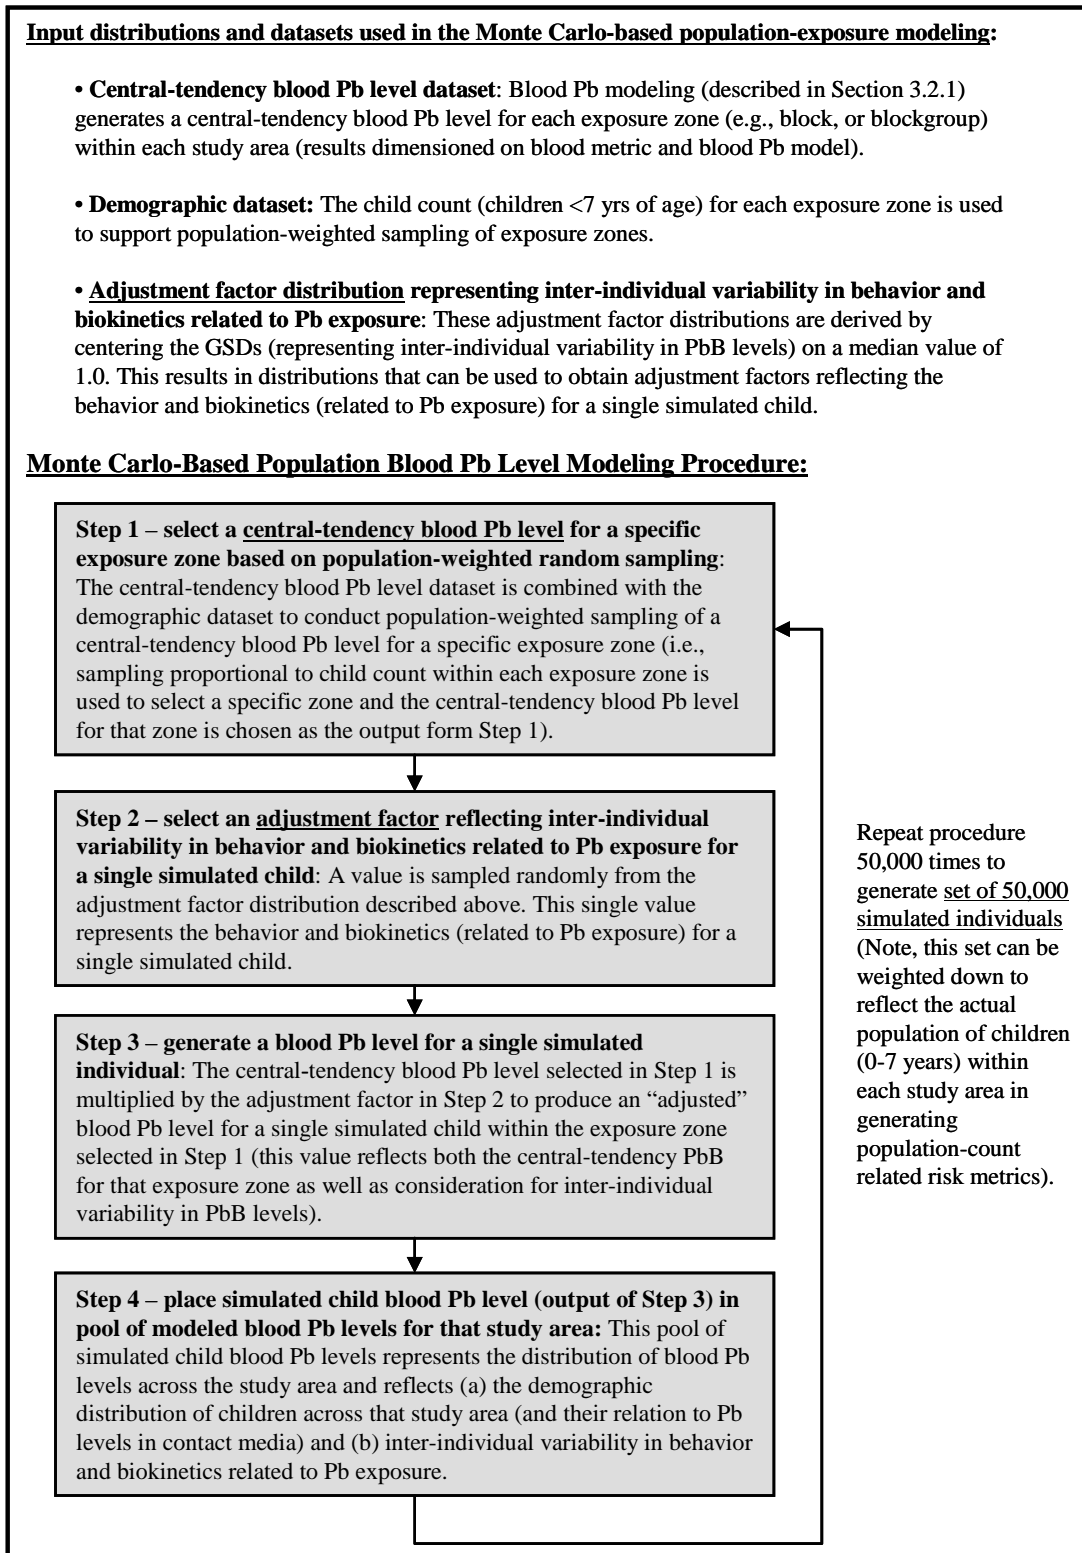 Input distributions and datasets used in the Monte Carlo-based population-exposure modeling:
• Central-tendency blood Pb level dataset: Blood Pb modeling (described in Section 3.2.1)
generates a central-tendency blood Pb level for each exposure zone (e.g., block, or blockgroup)
within each study area (results dimensioned on blood metric and blood Pb model).
• Demographic dataset: The child count (children <7 yrs of age) for each exposure zone is used
to support population-weighted sampling of exposure zones.
• Adjustment factor distribution representing inter-individual variability in behavior and
biokinetics related to Pb exposure: These adjustment factor distributions are derived by
centering the GSDs (representing inter-individual variability in PbB levels) on a median value of
1.0. This results in distributions that can be used to obtain adjustment factors reflecting the
behavior and biokinetics (related to Pb exposure) for a single simulated child.
Monte Carlo-Based Population Blood Pb Level Modeling Procedure:
Step 1 – select a central-tendency blood Pb level for a specific
exposure zone based on population-weighted random sampling:
The central-tendency blood Pb level dataset is combined with the
demographic dataset to conduct population-weighted sampling of a
central-tendency blood Pb level for a specific exposure zone (i.e.,
sampling proportional to child count within each exposure zone is
used to select a specific zone and the central-tendency blood Pb level
for that zone is chosen as the output form Step 1).
Step 2 – select an adjustment factor reflecting inter-individual
variability in behavior and biokinetics related to Pb exposure for
a single simulated child: A value is sampled randomly from the
adjustment factor distribution described above. This single value
represents the behavior and biokinetics (related to Pb exposure) for a
single simulated child.
Step 3 – generate a blood Pb level for a single simulated
individual: The central-tendency blood Pb level selected in Step 1 is
multiplied by the adjustment factor in Step 2 to produce an “adjusted”
blood Pb level for a single simulated child within the exposure zone
selected in Step 1 (this value reflects both the central-tendency PbB
for that exposure zone as well as consideration for inter-individual
variability in PbB levels).
Step 4 – place simulated child blood Pb level (output of Step 3) in
pool of modeled blood Pb levels for that study area: This pool of
simulated child blood Pb levels represents the distribution of blood Pb
levels across the study area and reflects (a) the demographic
distribution of children across that study area (and their relation to Pb
levels in contact media) and (b) inter-individual variability in behavior
and biokinetics related to Pb exposure.
Repeat procedure
50,000 times to
generate set of 50,000
simulated individuals
(Note, this set can be
weighted down to
reflect the actual
population of children
(0-7 years) within
each study area in
generating
population-count
related risk metrics).